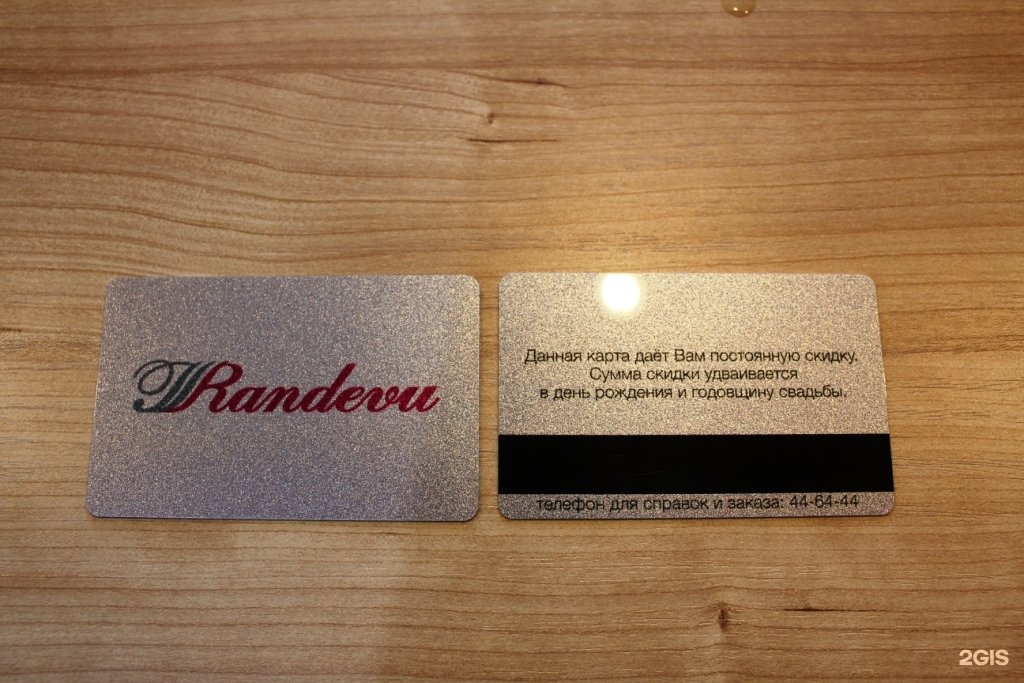 Randevu
Данная карта даёт Вам постоянную скидку.
Сумма скидки удваивается
в день рождения и годовщину свадьбы.
телефон для справок и заказа: 44-64-44
2GIS